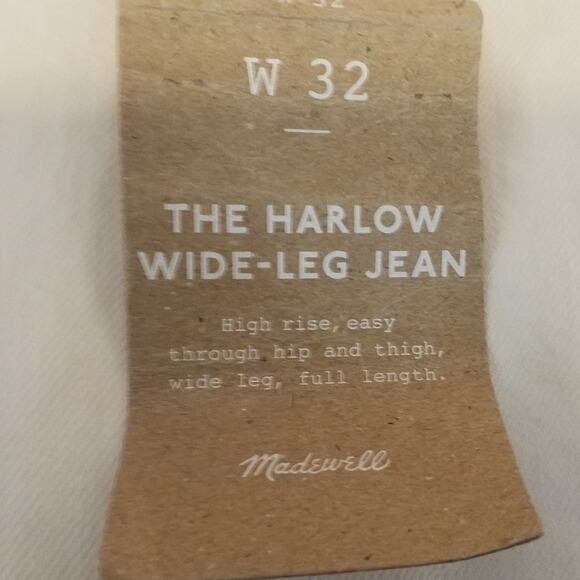 W 32
THE HARLOW
WIDE-LEG JEAN
High rise, easy
through hip and thigh,
wide leg, full length.
Madewell